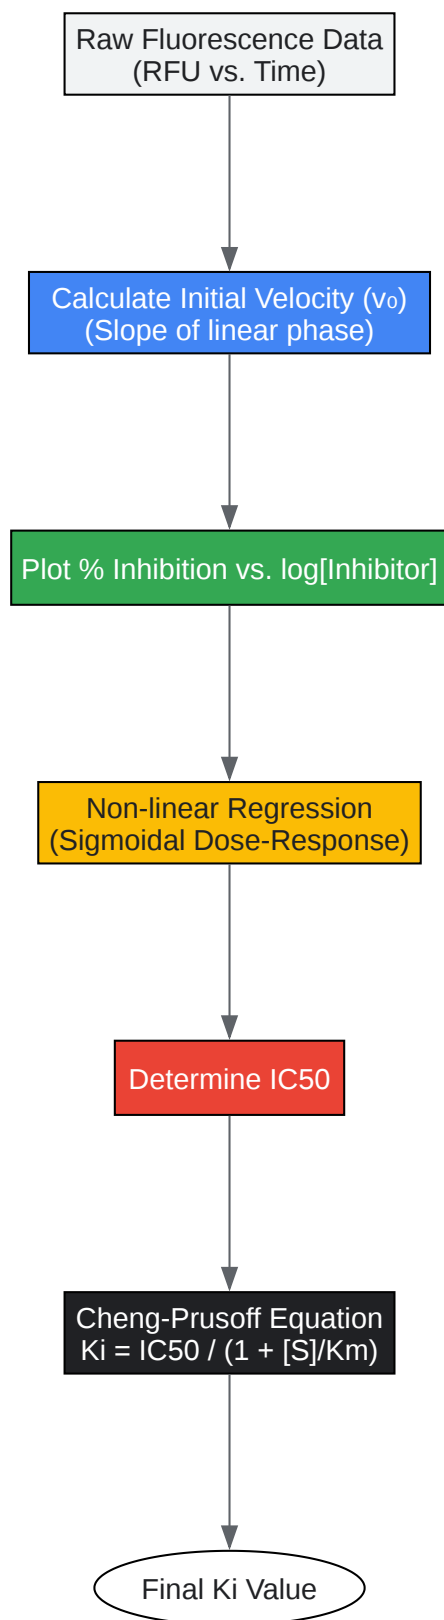 Raw Fluorescence Data
(RFU vs. Time)
Calculate Initial Velocity (v₀)
(Slope of linear phase)
Plot % Inhibition vs. log[Inhibitor]
Non-linear Regression
(Sigmoidal Dose-Response)
Determine IC50
Cheng-Prusoff Equation
Ki = IC50 / (1 + [S]/Km)
Final Ki Value